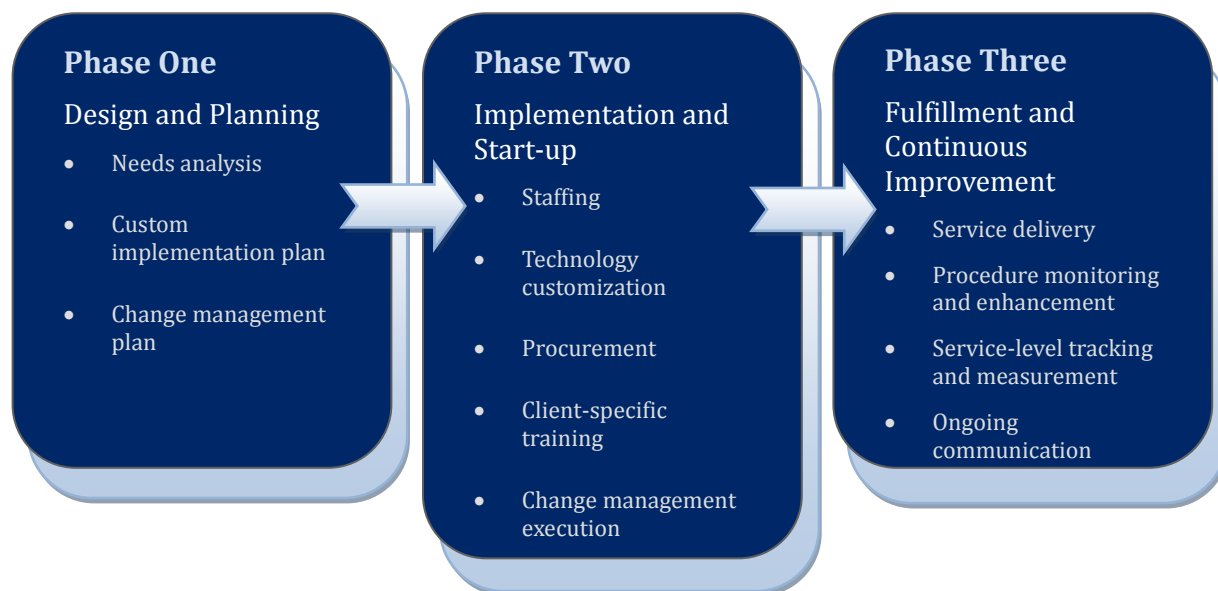 Phase One
Design and Planning
• Needs analysis
• Custom
implementation plan
• Change management
plan
Phase Two
Implementation and
Start-up
• Staffing
• Technology
customization
• Procurement
• Client-specific
training
• Change management
execution
Phase Three
Fulfillment and
Continuous
Improvement
• Service delivery
• Procedure monitoring
and enhancement
• Service-level tracking
and measurement
• Ongoing
communication